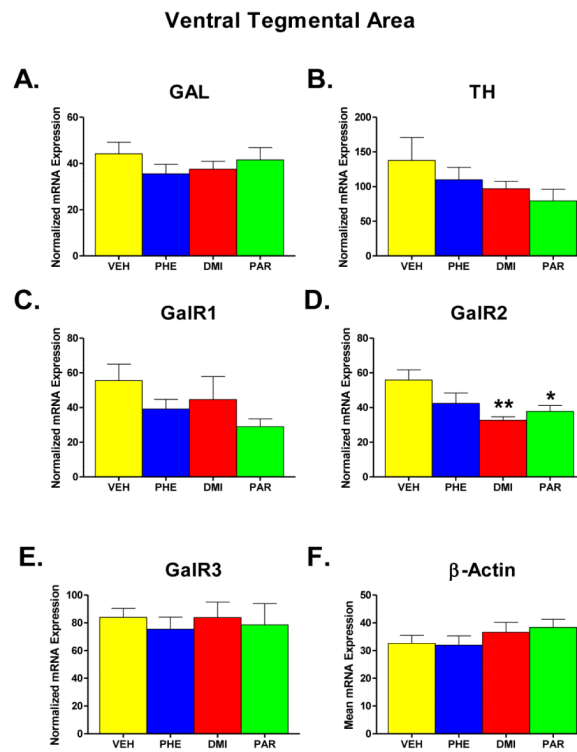 Ventral Tegmental Area
A.
GAL
Normalized mRNA Expression
60
40
20
0
VEH PHE DMI PAR
B.
TH
Normalized mRNA Expression
200
150
100
50
0
VEH PHE DMI PAR
C.
GalR1
Normalized mRNA Expression
80
60
40
20
0
VEH PHE DMI PAR
D.
GalR2
Normalized mRNA Expression
80
60
40
20
0
** *
VEH PHE DMI PAR
E.
GalR3
Normalized mRNA Expression
100
80
60
40
20
0
VEH PHE DMI PAR
F.
β-Actin
Mean mRNA Expression
50
40
30
20
10
0
VEH PHE DMI PAR